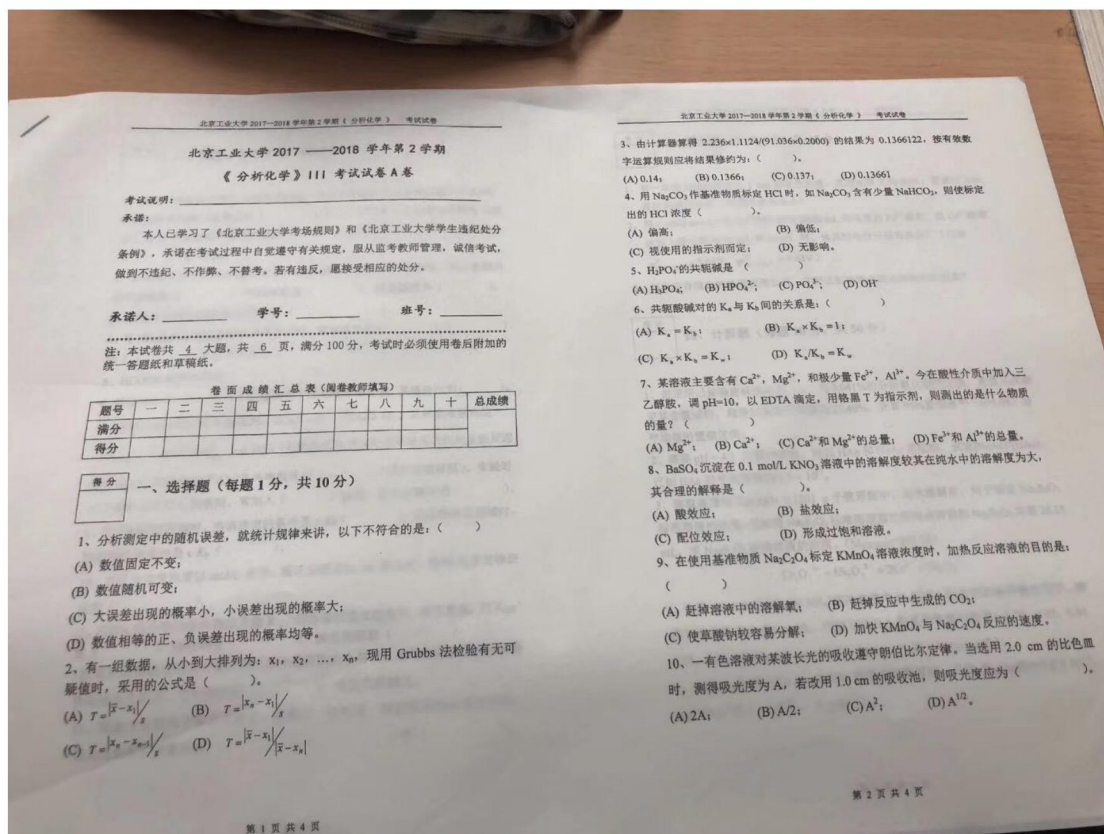 北京工业大学 2017—2018 学年第 2 学期《 分析化学 》 考试试卷
北京工业大学 2017 ——2018 学年第 2 学期
《 分析化学》III 考试试卷 A 卷
考试说明：
承诺：
本人已学习了《北京工业大学考场规则》和《北京工业大学学生违纪处分
条例》，承诺在考试过程中自觉遵守有关规定，服从监考教师管理，诚信考试，
做到不违纪、不作弊、不替考。若有违反，愿接受相应的处分。
承诺人：________ 学号：________ 班号：________
注：本试卷共 4 大题，共 6 页，满分 100 分，考试时必须使用卷后附加的
统一答题纸和草稿纸。
卷 面 成 绩 汇 总 表（阅卷教师填写）
题号 一 二 三 四 五 六 七 八 九 十 总成绩
满分
得分
得 分
一、选择题（每题 1 分，共 10 分）
1、分析测定中的随机误差，就统计规律来讲，以下不符合的是：（ ）
(A) 数值固定不变；
(B) 数值随机可变；
(C) 大误差出现的概率小，小误差出现的概率大；
(D) 数值相等的正、负误差出现的概率均等。
2、有一组数据，从小到大排列为：x₁，x₂，…，xₙ，现用 Grubbs 法检验有无可
疑值时，采用的公式是（ ）。
(A) T=|x̄−x₁|/s (B) T=|xₙ−x₁|/s
(C) T=|xₙ−xₙ₋₁|/s (D) T=|x̄−x₁|/|x̄−xₙ|
第 1 页 共 4 页
北京工业大学 2017—2018 学年第 2 学期《 分析化学 》 考试试卷
3、由计算器算得 2.236×1.1124/(91.036×0.2000) 的结果为 0.1366122，按有效数
字运算规则应将结果修约为：（ ）。
(A) 0.14； (B) 0.1366； (C) 0.137； (D) 0.13661
4、用 Na₂CO₃ 作基准物质标定 HCl 时，如 Na₂CO₃ 含有少量 NaHCO₃，则使标定
出的 HCl 浓度（ ）。
(A) 偏高； (B) 偏低；
(C) 视使用的指示剂而定； (D) 无影响。
5、H₂PO₄⁻的共轭碱是（ ）
(A) H₃PO₄； (B) HPO₄²⁻； (C) PO₄³⁻； (D) OH⁻
6、共轭酸碱对的 Kₐ 与 K_b 间的关系是：（ ）
(A) Kₐ = K_b； (B) Kₐ×K_b =1；
(C) Kₐ×K_b = K_w； (D) Kₐ/K_b = K_w
7、某溶液主要含有 Ca²⁺，Mg²⁺，和极少量 Fe³⁺，Al³⁺。今在酸性介质中加入三
乙醇胺，调 pH=10，以 EDTA 滴定，用铬黑 T 为指示剂，则测出的是什么物质
的量？（ ）
(A) Mg²⁺； (B) Ca²⁺； (C) Ca²⁺和 Mg²⁺的总量； (D) Fe³⁺和 Al³⁺的总量。
8、BaSO₄ 沉淀在 0.1 mol/L KNO₃ 溶液中的溶解度较其在纯水中的溶解度为大，
其合理的解释是（ ）。
(A) 酸效应； (B) 盐效应；
(C) 配位效应； (D) 形成过饱和溶液。
9、在使用基准物质 Na₂C₂O₄ 标定 KMnO₄ 溶液浓度时，加热反应溶液的目的是：
（ ）
(A) 赶掉溶液中的溶解氧； (B) 赶掉反应中生成的 CO₂；
(C) 使草酸钠较容易分解； (D) 加快 KMnO₄ 与 Na₂C₂O₄ 反应的速度。
10、一有色溶液对某波长光的吸收遵守朗伯比尔定律。当选用 2.0 cm 的比色皿
时，测得吸光度为 A，若改用 1.0 cm 的吸收池，则吸光度应为（ ）。
(A) 2A； (B) A/2； (C) A²； (D) A¹ᐟ²。
第 2 页 共 4 页